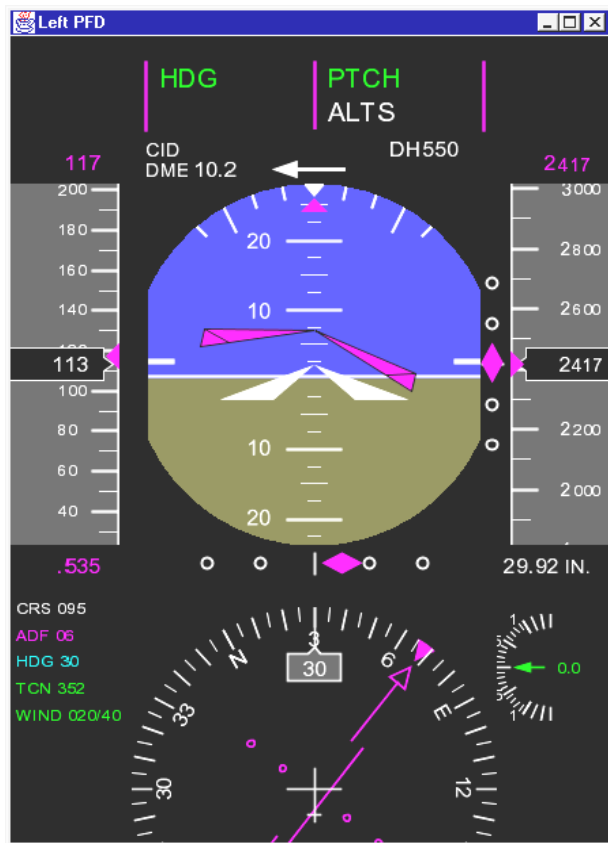 Left PFD
HDG PTCH
ALTS
117 CID DH550 2417
DME 10.2
200 3000
180 20 2800
160
140 10 2600
113 2417
100
80 10 2200
60
40 20 2000
.535 29.92 IN.
CRS 095
ADF 06
HDG 30
TCN 352
WIND 020/40
N 3 6 E
30
33
30 12
1
5 0.0
5
1